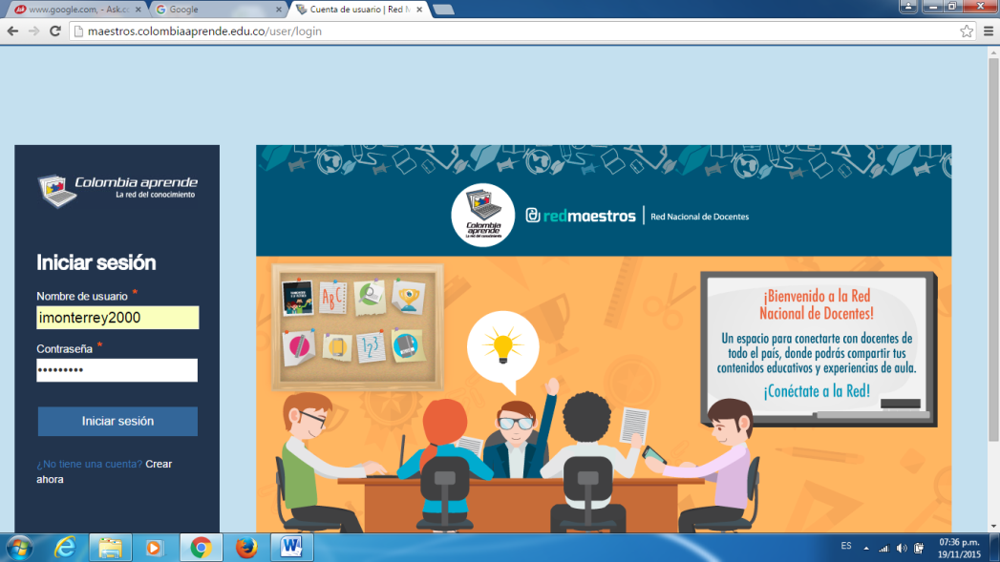 www.google.com, - Ask.co
Google
Cuenta de usuario | Red M
maestros.colombiaaprende.edu.co/user/login
Colombia aprende
La red del conocimiento
Iniciar sesión
Nombre de usuario *
imonterrey2000
Contraseña *
•••••••••
Iniciar sesión
¿No tiene una cuenta? Crear
ahora
Colombia
aprende
La red del conocimiento
redmaestros
Red Nacional de Docentes
ABC
123
¡Bienvenido a la Red
Nacional de Docentes!
Un espacio para conectarte con docentes de
todo el país, donde podrás compartir tus
contenidos educativos y experiencias de aula.
¡Conéctate a la Red!
ES
07:36 p.m.
19/11/2015